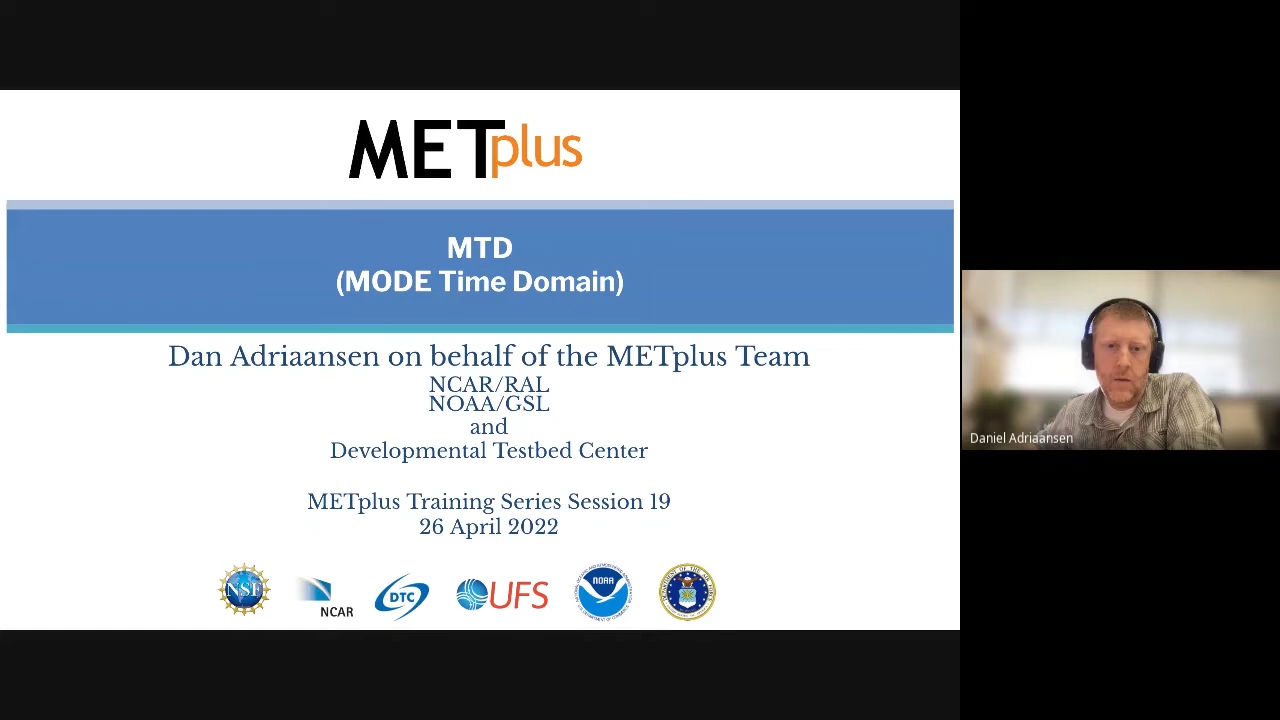 METplus
MTD
(MODE Time Domain)
Dan Adriaansen on behalf of the METplus Team
NCAR/RAL
NOAA/GSL
and
Developmental Testbed Center
METplus Training Series Session 19
26 April 2022
NSF
NCAR
DTC
UFS
NOAA
Daniel Adriaansen